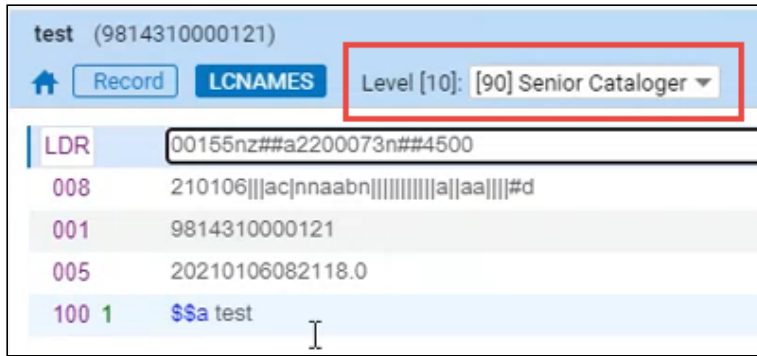 test (9814310000121)
Record LCNAMES Level [10]: [90] Senior Cataloger
LDR 00155nz##a2200073n##4500
008 210106|||ac|nnaabn||||||||||||a||aa||||#d
001 9814310000121
005 20210106082118.0
100 1 $$a test